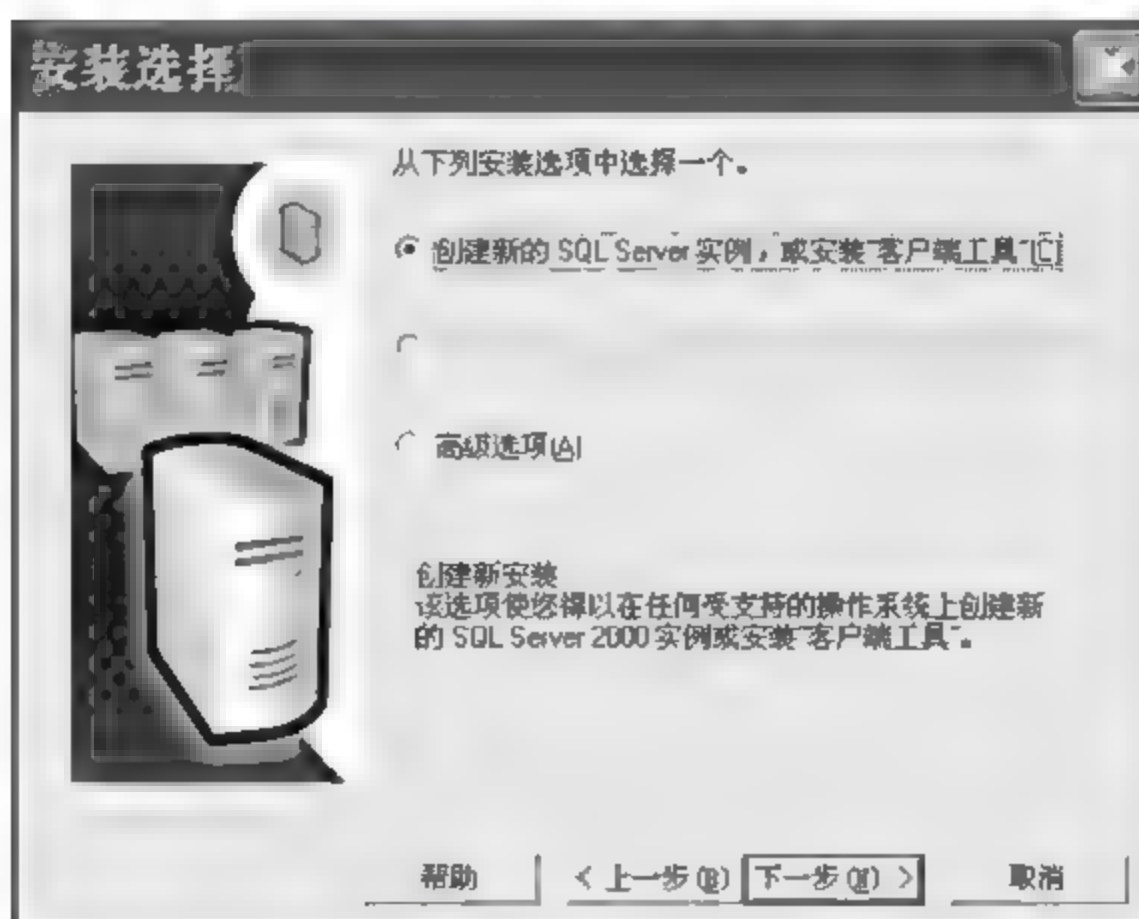 安装选择
从下列安装选项中选择一个。
创建新的 SQL Server 实例，或安装"客户端工具"(C)
高级选项(A)
创建新安装
该选项使您得以在任何受支持的操作系统上创建新
的 SQL Server 2000 实例或安装"客户端工具"。
帮助
< 上一步(B)
下一步(N) >
取消